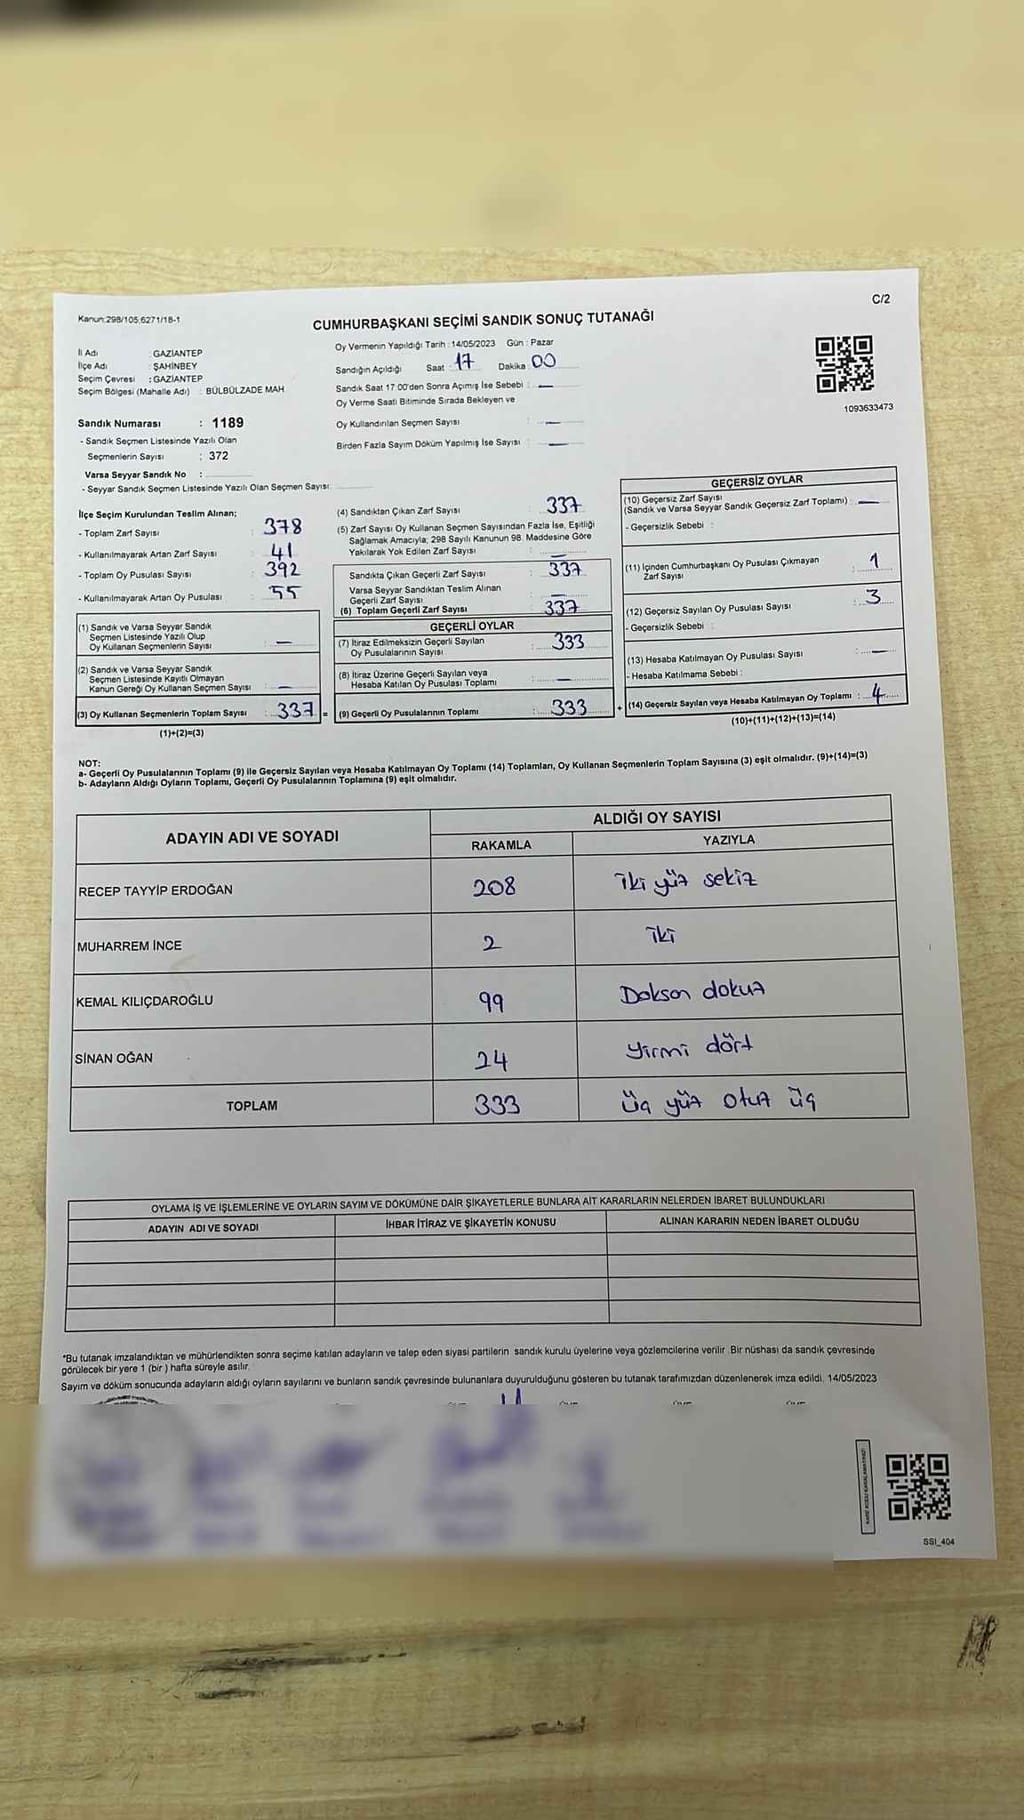 C/2
Kanun:298/105,6271/18-1
CUMHURBAŞKANI SEÇİMİ SANDIK SONUÇ TUTANAĞI
İl Adı : GAZİANTEP
İlçe Adı : ŞAHİNBEY
Seçim Çevresi : GAZİANTEP
Seçim Bölgesi (Mahalle Adı) : BÜLBÜLZADE MAH
Sandık Numarası : 1189
- Sandık Seçmen Listesinde Yazılı Olan
Seçmenlerin Sayısı : 372
Varsa Seyyar Sandık No :
- Seyyar Sandık Seçmen Listesinde Yazılı Olan Seçmen Sayısı:
Oy Vermenin Yapıldığı Tarih : 14/05/2023 Gün : Pazar
Sandığın Açıldığı Saat : 17 Dakika : 00
Sandık Saat 17:00'den Sonra Açımış İse Sebebi : —
Oy Verme Saati Bitiminde Sırada Bekleyen ve
Oy Kullandırılan Seçmen Sayısı : —
Birden Fazla Sayım Döküm Yapılmış İse Sayısı : —
1093633473
İlçe Seçim Kurulundan Teslim Alınan;
- Toplam Zarf Sayısı : 378
- Kullanılmayarak Artan Zarf Sayısı : 41
- Toplam Oy Pusulası Sayısı : 392
- Kullanılmayarak Artan Oy Pusulası : 55
(1) Sandık ve Varsa Seyyar Sandık
Seçmen Listesinde Yazılı Olup
Oy Kullanan Seçmenlerin Sayısı : —
(2) Sandık ve Varsa Seyyar Sandık
Seçmen Listesinde Kayıtlı Olmayan
Kanun Gereği Oy Kullanan Seçmen Sayısı : —
(3) Oy Kullanan Seçmenlerin Toplam Sayısı : 337 =
(1)+(2)=(3)
(4) Sandıktan Çıkan Zarf Sayısı : 337
(5) Zarf Sayısı Oy Kullanan Seçmen Sayısından Fazla İse, Eşitliği
Sağlamak Amacıyla; 298 Sayılı Kanunun 98. Maddesine Göre
Yakılarak Yok Edilen Zarf Sayısı : —
Sandıkta Çıkan Geçerli Zarf Sayısı : 337
Varsa Seyyar Sandıktan Teslim Alınan
Geçerli Zarf Sayısı : —
(6) Toplam Geçerli Zarf Sayısı : 337
GEÇERLİ OYLAR
(7) İtiraz Edilmeksizin Geçerli Sayılan
Oy Pusulalarının Sayısı : 333
(8) İtiraz Üzerine Geçerli Sayılan veya
Hesaba Katılan Oy Pusulası Toplamı : —
(9) Geçerli Oy Pusulalarının Toplamı : 333 +
GEÇERSİZ OYLAR
(10) Geçersiz Zarf Sayısı
(Sandık ve Varsa Seyyar Sandık Geçersiz Zarf Toplamı) : —
- Geçersizlik Sebebi :
(11) İçinden Cumhurbaşkanı Oy Pusulası Çıkmayan
Zarf Sayısı : 1
(12) Geçersiz Sayılan Oy Pusulası Sayısı : 3
- Geçersizlik Sebebi :
(13) Hesaba Katılmayan Oy Pusulası Sayısı : —
- Hesaba Katılmama Sebebi :
(14) Geçersiz Sayılan veya Hesaba Katılmayan Oy Toplamı : 4
(10)+(11)+(12)+(13)=(14)
NOT:
a- Geçerli Oy Pusulalarının Toplamı (9) ile Geçersiz Sayılan veya Hesaba Katılmayan Oy Toplamı (14) Toplamları, Oy Kullanan Seçmenlerin Toplam Sayısına (3) eşit olmalıdır. (9)+(14)=(3)
b- Adayların Aldığı Oyların Toplamı, Geçerli Oy Pusulalarının Toplamına (9) eşit olmalıdır.
ADAYIN ADI VE SOYADI ALDIĞI OY SAYISI
RAKAMLA YAZIYLA
RECEP TAYYİP ERDOĞAN 208 iki yüz sekiz
MUHARREM İNCE 2 iki
KEMAL KILIÇDAROĞLU 99 Doksan dokuz
SİNAN OĞAN 24 yirmi dört
TOPLAM 333 Üç yüz otuz üç
OYLAMA İŞ VE İŞLEMLERİNE VE OYLARIN SAYIM VE DÖKÜMÜNE DAİR ŞİKAYETLERLE BUNLARA AİT KARARLARIN NELERDEN İBARET BULUNDUKLARI
ADAYIN ADI VE SOYADI İHBAR İTİRAZ VE ŞİKAYETİN KONUSU ALINAN KARARIN NEDEN İBARET OLDUĞU
*Bu tutanak imzalandıktan ve mühürlendikten sonra seçime katılan adayların ve talep eden siyasi partilerin sandık kurulu üyelerine veya gözlemcilerine verilir. Bir nüshası da sandık çevresinde
görülecek bir yere 1 (bir ) hafta süreyle asılır.
Sayım ve döküm sonucunda adayların aldığı oyların sayılarını ve bunların sandık çevresinde bulunanlara duyurulduğunu gösteren bu tutanak tarafımızdan düzenlenerek imza edildi. 14/05/2023
SSI_404